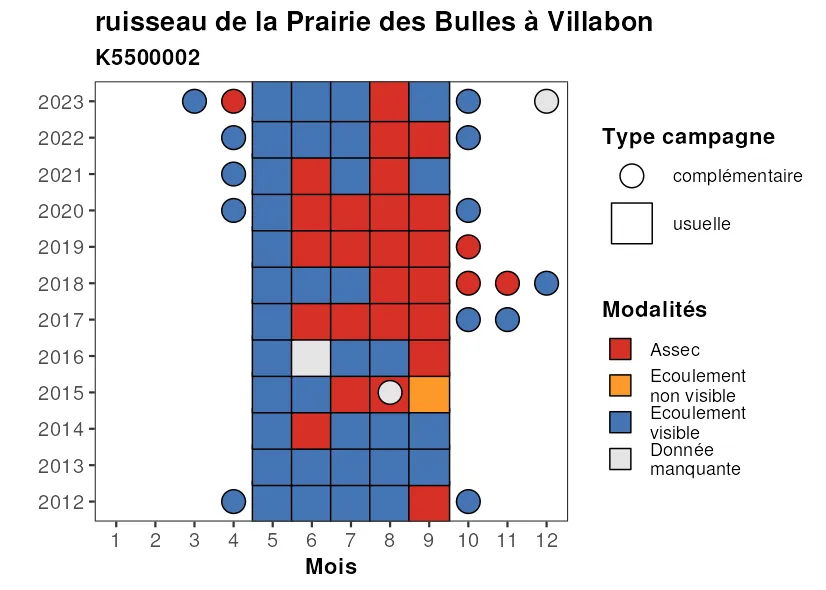 ruisseau de la Prairie des Bulles à Villabon
K5500002
2023
2022
2021
2020
2019
2018
2017
2016
2015
2014
2013
2012
1 2 3 4 5 6 7 8 9 10 11 12
Mois
Type campagne
complémentaire
usuelle
Modalités
Assec
Ecoulement
non visible
Ecoulement
visible
Donnée
manquante